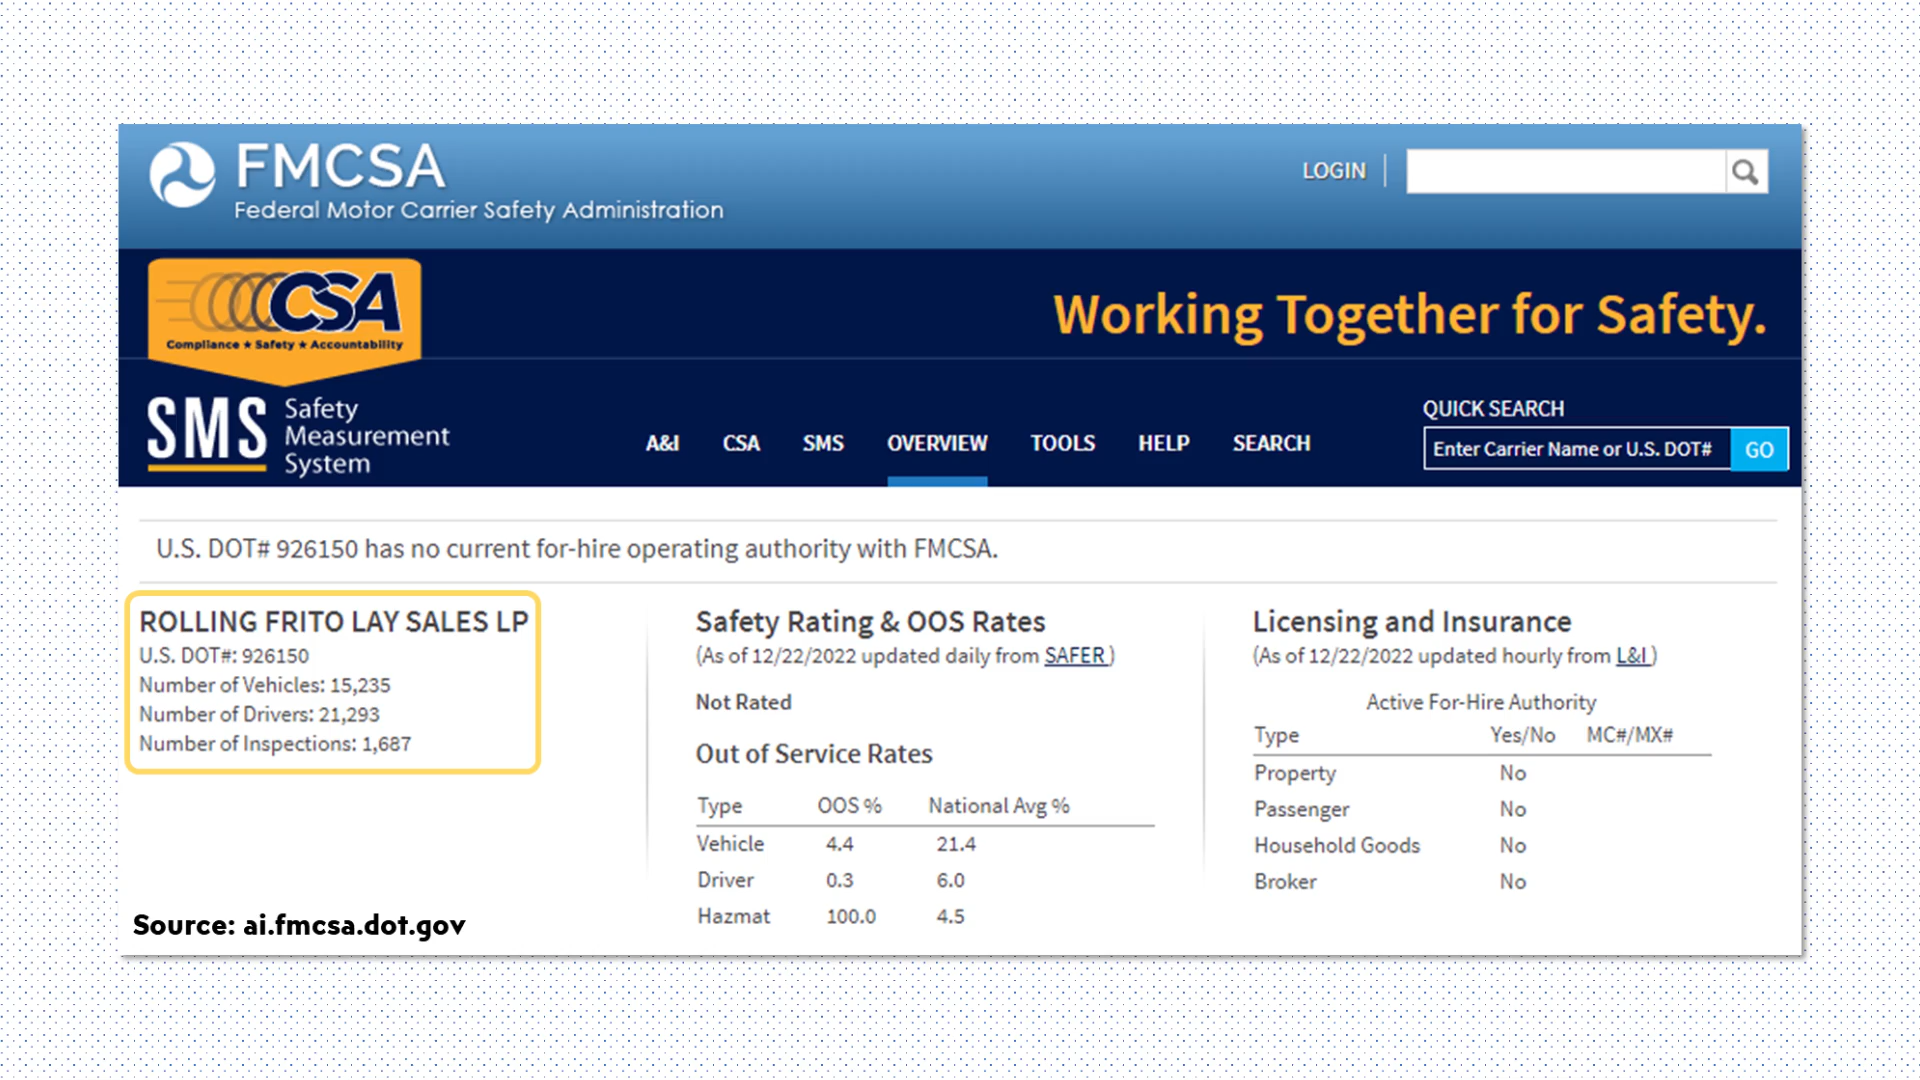 FMCSA
Federal Motor Carrier Safety Administration
LOGIN
CSA
Compliance ★ Safety ★ Accountability
Working Together for Safety.
SMS
Safety
Measurement
System
A&I CSA SMS OVERVIEW TOOLS HELP SEARCH
QUICK SEARCH
Enter Carrier Name or U.S. DOT# GO
U.S. DOT# 926150 has no current for-hire operating authority with FMCSA.
ROLLING FRITO LAY SALES LP
U.S. DOT#: 926150
Number of Vehicles: 15,235
Number of Drivers: 21,293
Number of Inspections: 1,687
Safety Rating & OOS Rates
(As of 12/22/2022 updated daily from SAFER )
Not Rated
Out of Service Rates
Type OOS % National Avg %
Vehicle 4.4 21.4
Driver 0.3 6.0
Hazmat 100.0 4.5
Licensing and Insurance
(As of 12/22/2022 updated hourly from L&I )
Active For-Hire Authority
Type Yes/No MC#/MX#
Property No
Passenger No
Household Goods No
Broker No
Source: ai.fmcsa.dot.gov